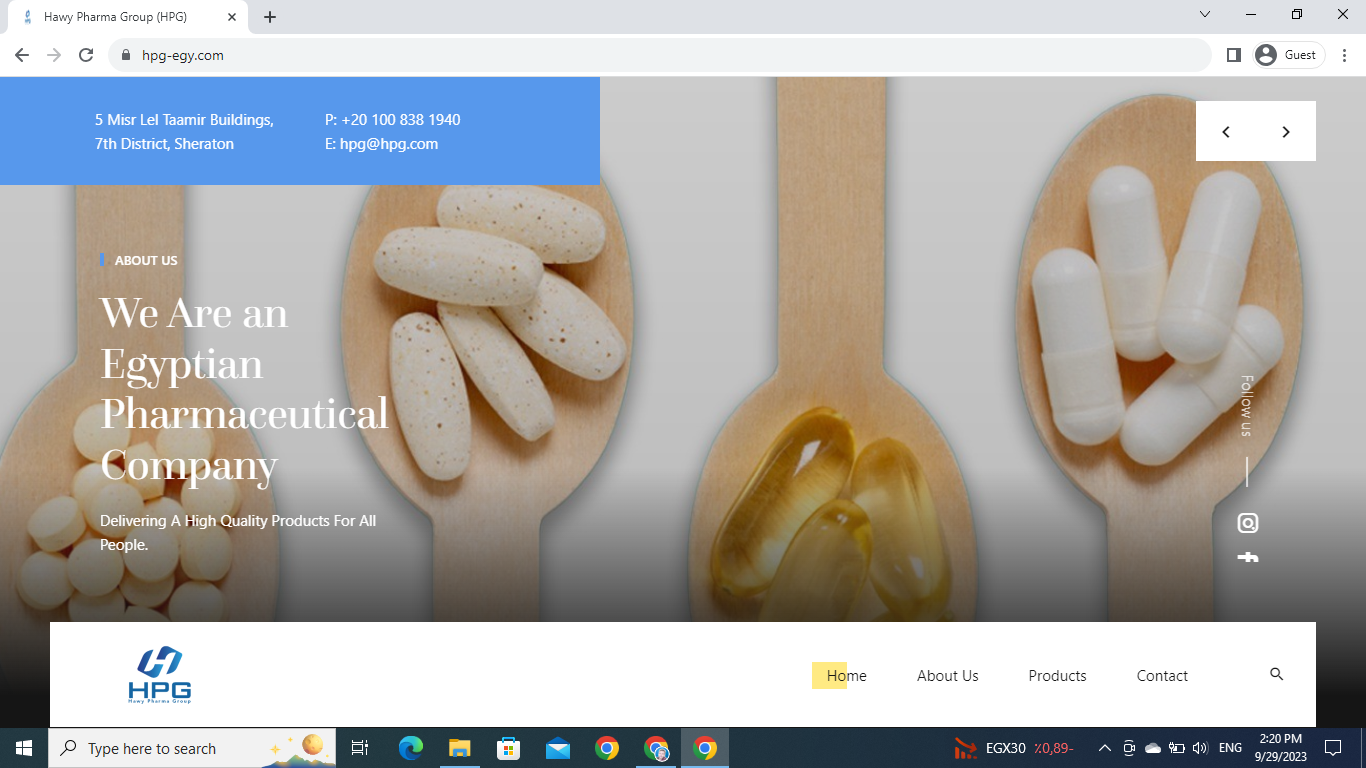 Hawy Pharma Group (HPG)
hpg-egy.com
Guest
5 Misr Lel Taamir Buildings,
7th District, Sheraton
P: +20 100 838 1940
E: hpg@hpg.com
ABOUT US
We Are an
Egyptian
Pharmaceutical
Company
Delivering A High Quality Products For All
People.
Follow us
HPG
Hawy Pharma Group
Home
About Us
Products
Contact
Type here to search
EGX30
٪0,89-
ENG
2:20 PM
9/29/2023